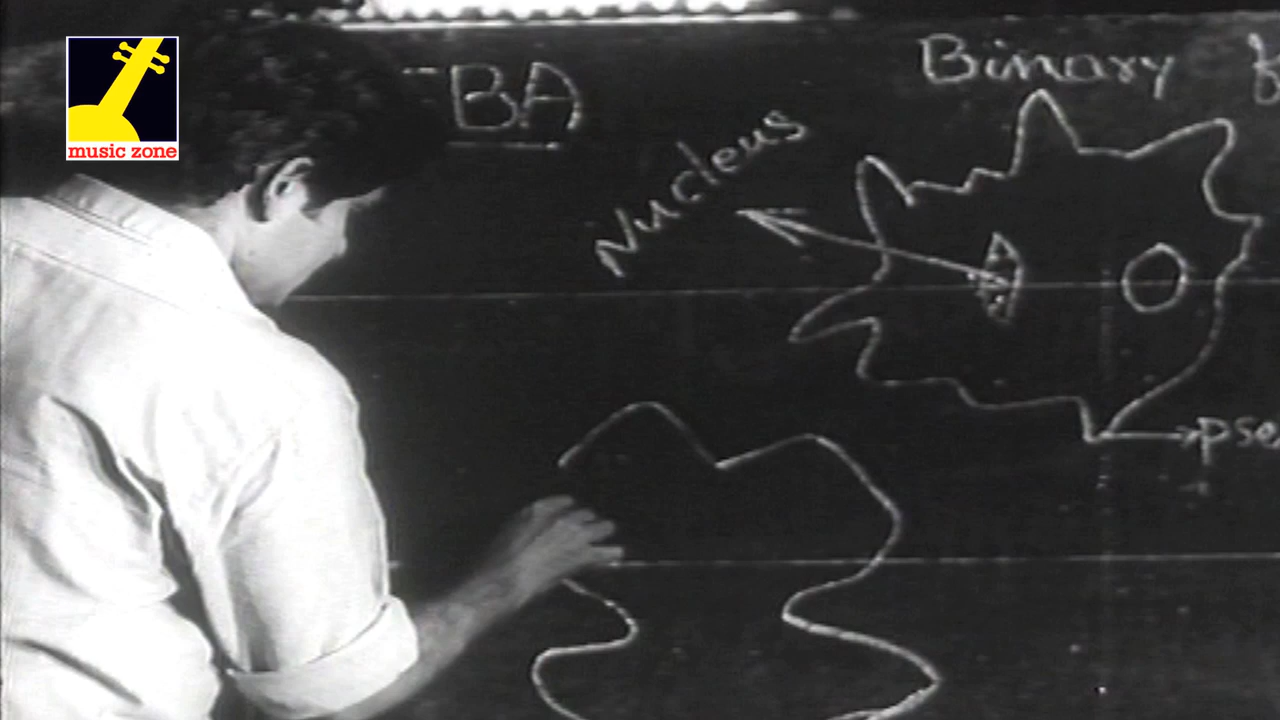 music zone
BA
Binary f
Nucleus
pse